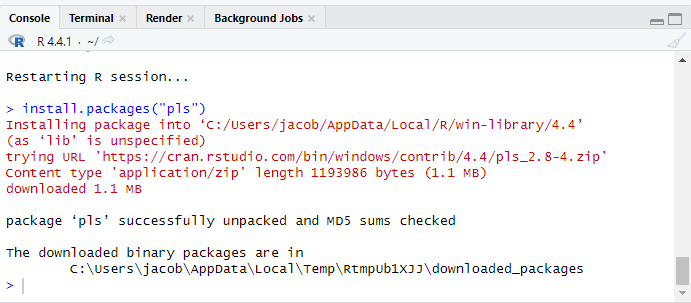 Console Terminal × Render × Background Jobs ×
R 4.4.1 · ~/
Restarting R session...
> install.packages("pls")
Installing package into ‘C:/Users/jacob/AppData/Local/R/win-library/4.4’
(as ‘lib’ is unspecified)
trying URL 'https://cran.rstudio.com/bin/windows/contrib/4.4/pls_2.8-4.zip'
Content type 'application/zip' length 1193986 bytes (1.1 MB)
downloaded 1.1 MB
package ‘pls’ successfully unpacked and MD5 sums checked
The downloaded binary packages are in
C:\Users\jacob\AppData\Local\Temp\RtmpUb1XJJ\downloaded_packages
>